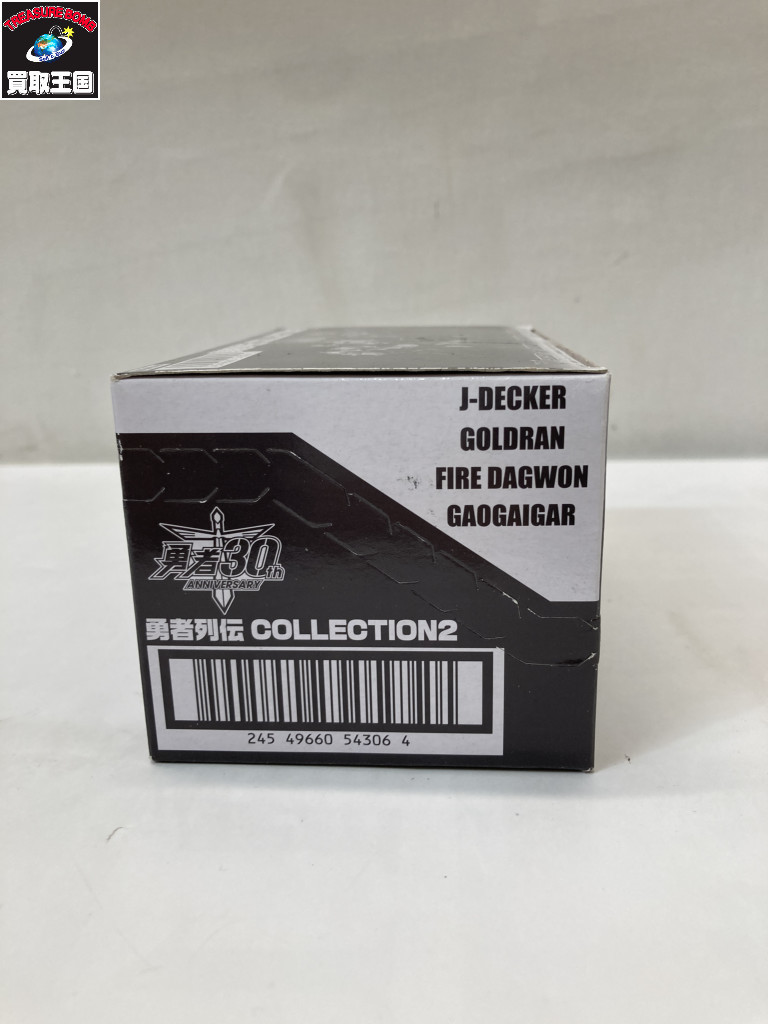 TREASURE BOMB
買取王国
J-DECKER
GOLDRAN
FIRE DAGWON
GAOGAIGAR
勇者30th
ANNIVERSARY
勇者列伝 COLLECTION2
245 49660 54306 4